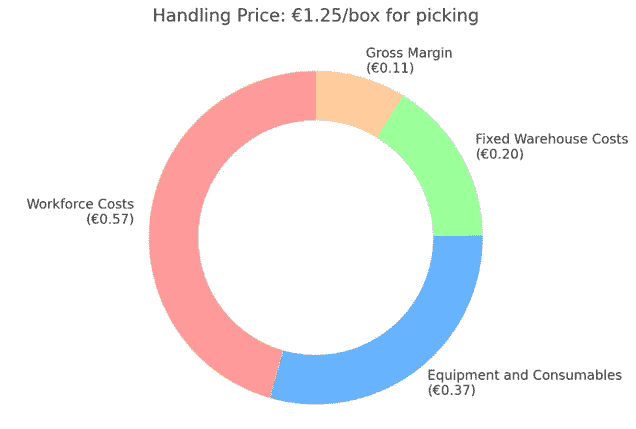 Handling Price: €1.25/box for picking
Gross Margin
(€0.11)
Fixed Warehouse Costs
(€0.20)
Workforce Costs
(€0.57)
Equipment and Consumables
(€0.37)